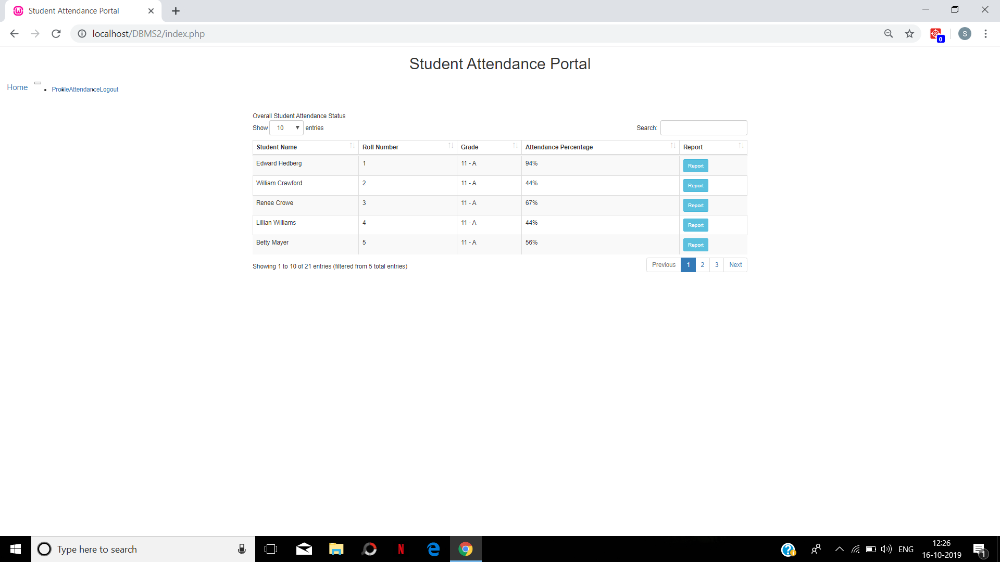 Student Attendance Portal
localhost/DBMS2/index.php
0
S
Student Attendance Portal
Home ProfileAttendanceLogout
Overall Student Attendance Status
Show 10 entries Search:
Student Name Roll Number Grade Attendance Percentage Report
Edward Hedberg 1 11 - A 94% Report
William Crawford 2 11 - A 44% Report
Renee Crowe 3 11 - A 67% Report
Lillian Williams 4 11 - A 44% Report
Betty Mayer 5 11 - A 56% Report
Showing 1 to 10 of 21 entries (filtered from 5 total entries) Previous 1 2 3 Next
Type here to search
N
ENG
12:26
16-10-2019
1